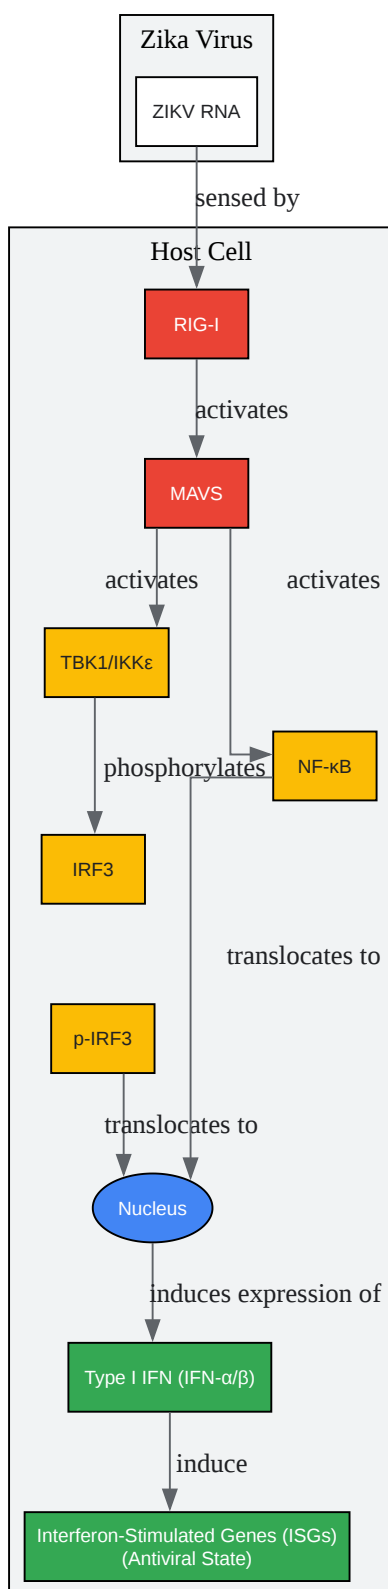 Zika Virus
ZIKV RNA
sensed by
Host Cell
RIG-I
activates
MAVS
activates
activates
TBK1/IKKε
NF-κB
phosphorylates
IRF3
translocates to
p-IRF3
translocates to
Nucleus
induces expression of
Type I IFN (IFN-α/β)
induce
Interferon-Stimulated Genes (ISGs)
(Antiviral State)